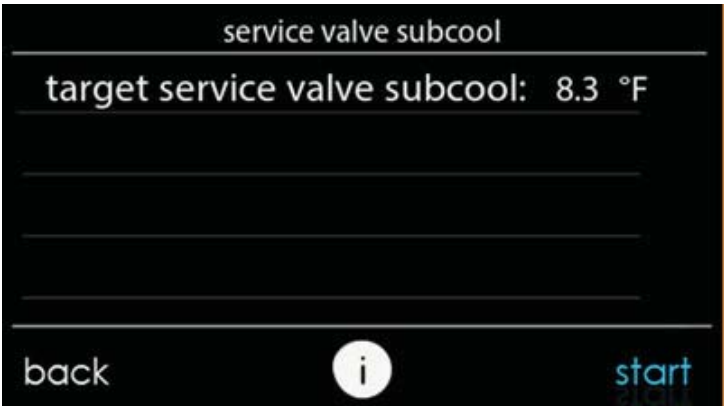 service valve subcool
target service valve subcool: 8.3 °F
back
i
start